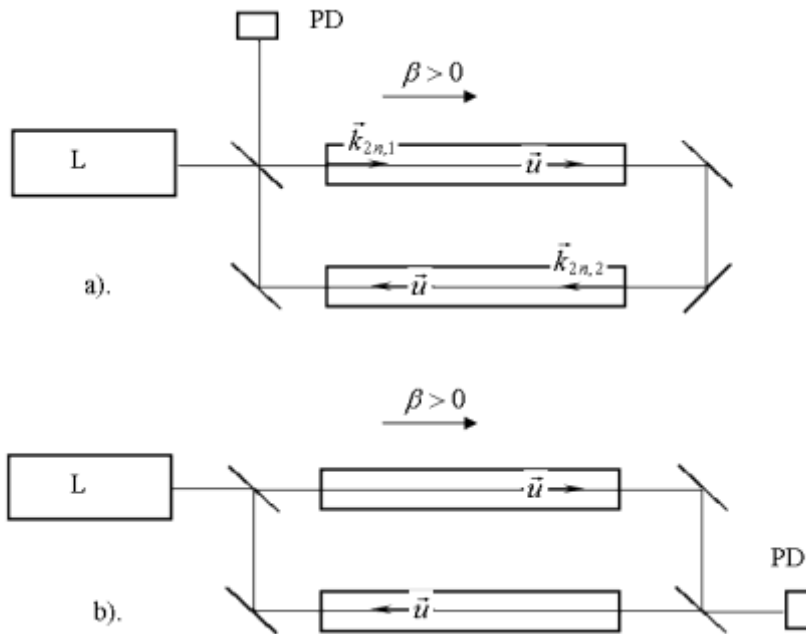 PD
β > 0
L
k⃗₂ₙ,₁
u⃗
k⃗₂ₙ,₂
a).
u⃗
β > 0
L
u⃗
PD
b).
u⃗